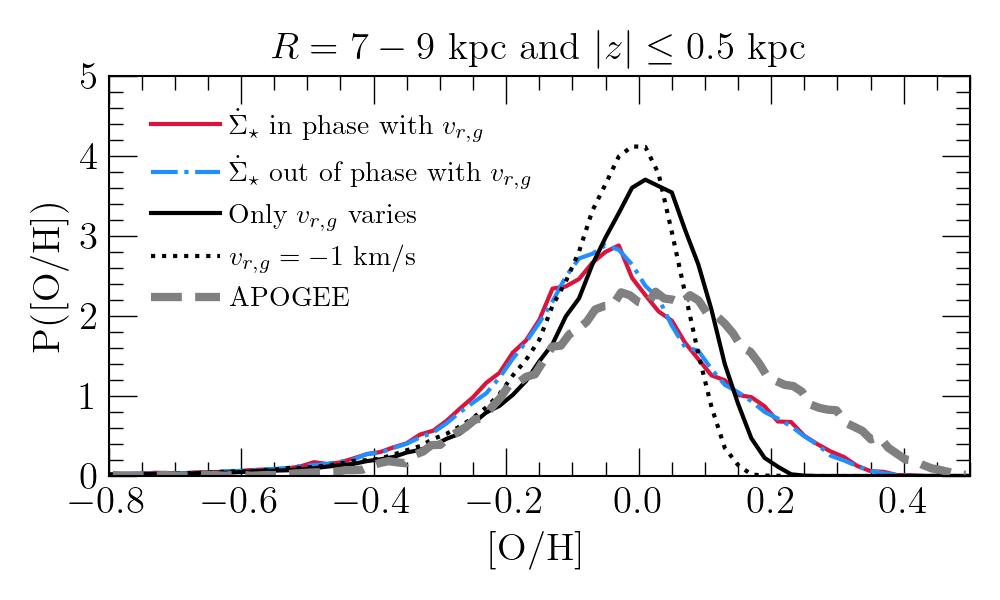 R = 7 − 9 kpc and |z| ≤ 0.5 kpc
5
4
3
2
1
0
P([O/H])
Σ̇⋆ in phase with v_{r,g}
Σ̇⋆ out of phase with v_{r,g}
Only v_{r,g} varies
v_{r,g} = −1 km/s
APOGEE
−0.8 −0.6 −0.4 −0.2 0.0 0.2 0.4
[O/H]